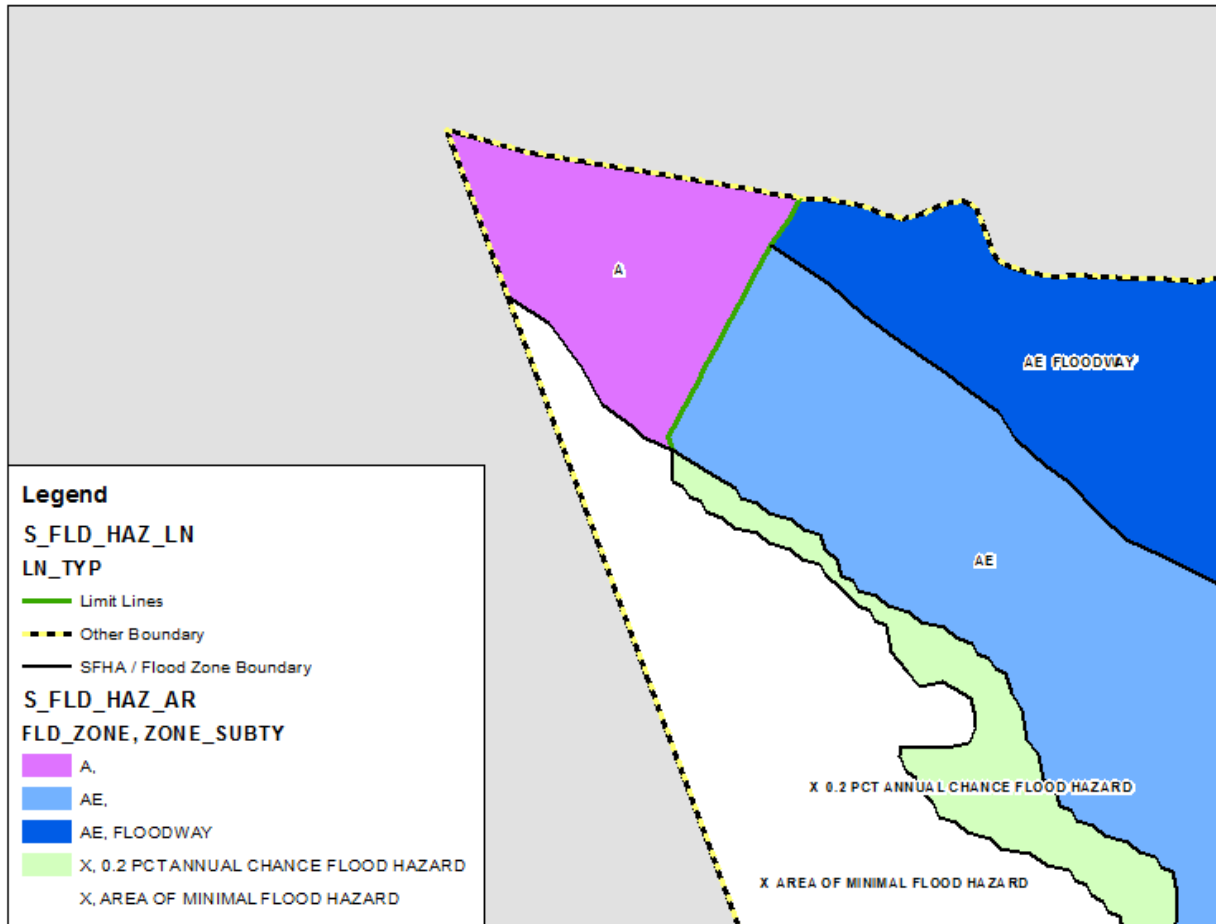 A
AE FLOODWAY
AE
X 0.2 PCT ANNUAL CHANCE FLOOD HAZARD
X AREA OF MINIMAL FLOOD HAZARD
Legend
S_FLD_HAZ_LN
LN_TYP
Limit Lines
Other Boundary
SFHA / Flood Zone Boundary
S_FLD_HAZ_AR
FLD_ZONE, ZONE_SUBTY
A,
AE,
AE, FLOODWAY
X, 0.2 PCT ANNUAL CHANCE FLOOD HAZARD
X, AREA OF MINIMAL FLOOD HAZARD